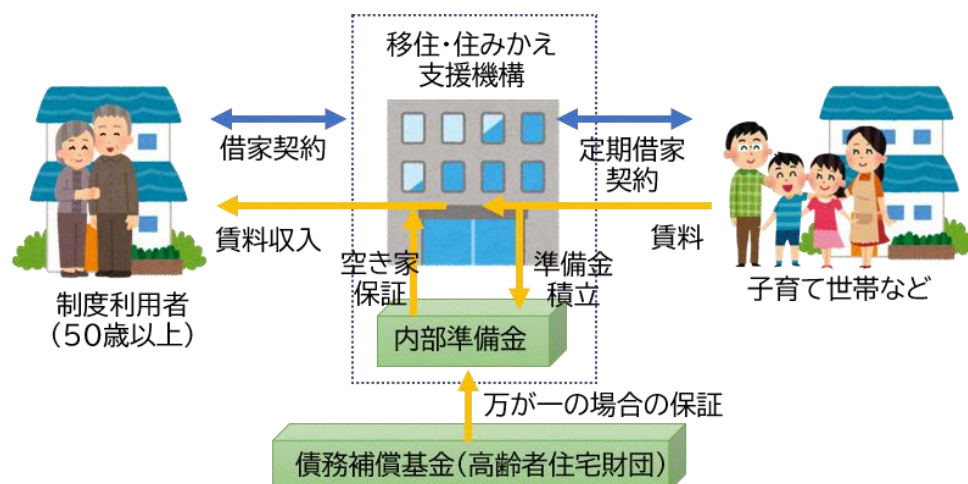 移住・住みかえ
支援機構
借家契約
定期借家
契約
賃料収入
賃料
空き家
保証
準備金
積立
制度利用者
(50歳以上)
子育て世帯など
内部準備金
万が一の場合の保証
債務補償基金(高齢者住宅財団)